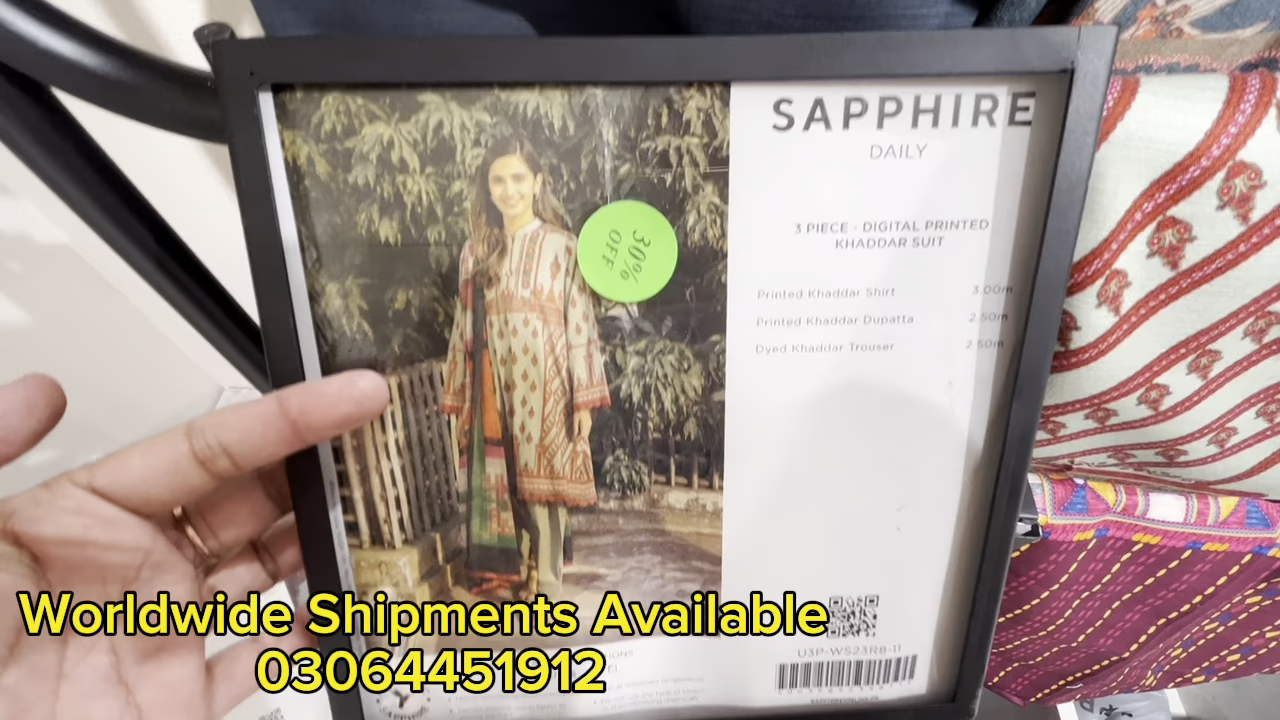 SAPPHIRE
DAILY
3 PIECE - DIGITAL PRINTED
KHADDAR SUIT
30%
OFF
Printed Khaddar Shirt 3.00m
Printed Khaddar Dupatta 2.50m
Dyed Khaddar Trouser 2.50m
Worldwide Shipments Available
03064451912
U3P-WS23R8-11
SAPPHIRE